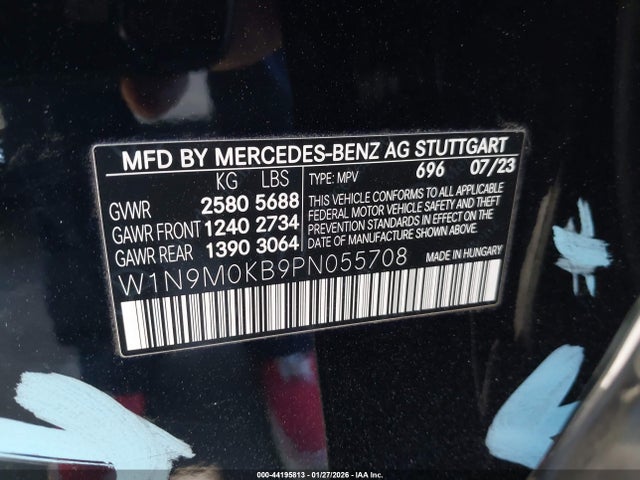 MFD BY MERCEDES-BENZ AG STUTTGART
KG LBS
GVWR 2580 5688
GAWR FRONT 1240 2734
GAWR REAR 1390 3064
TYPE: MPV 696 07/23
THIS VEHICLE CONFORMS TO ALL APPLICABLE
FEDERAL MOTOR VEHICLE SAFETY AND THEFT
PREVENTION STANDARDS IN EFFECT ON THE
DATE OF MANUFACTURE SHOWN ABOVE.
W1N9M0KB9PN055708
MADE IN HUNGARY
000-44195813 - 01/27/2026 - © IAA Inc.